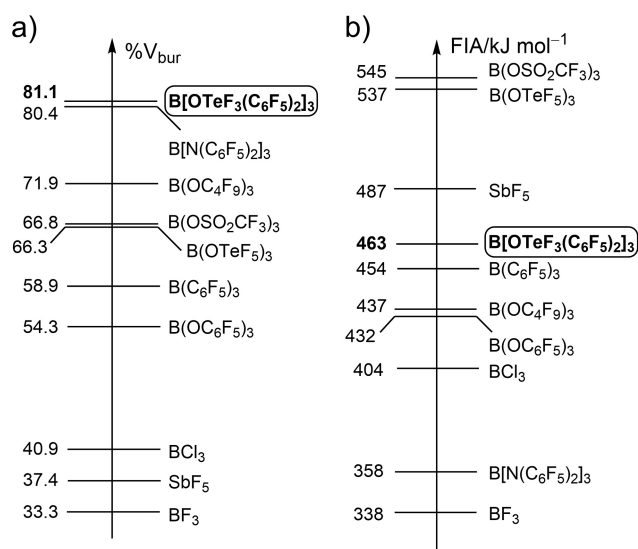 a)
%V_bur
81.1 B[OTeF₃(C₆F₅)₂]₃
80.4
B[N(C₆F₅)₂]₃
71.9 B(OC₄F₉)₃
66.8 B(OSO₂CF₃)₃
66.3 B(OTeF₅)₃
58.9 B(C₆F₅)₃
54.3 B(OC₆F₅)₃
40.9 BCl₃
37.4 SbF₅
33.3 BF₃
b)
FIA/kJ mol⁻¹
545 B(OSO₂CF₃)₃
537 B(OTeF₅)₃
487 SbF₅
463 B[OTeF₃(C₆F₅)₂]₃
454 B(C₆F₅)₃
437 B(OC₄F₉)₃
432 B(OC₆F₅)₃
404 BCl₃
358 B[N(C₆F₅)₂]₃
338 BF₃